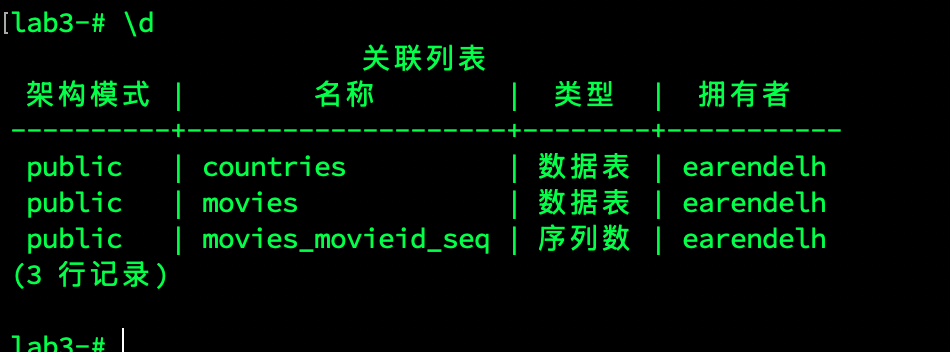 [lab3-# \d
关联列表
架构模式 | 名称 | 类型 | 拥有者
----------+--------------------+--------+-----------
public | countries | 数据表 | earendelh
public | movies | 数据表 | earendelh
public | movies_movieid_seq | 序列数 | earendelh
(3 行记录)
lab3-#